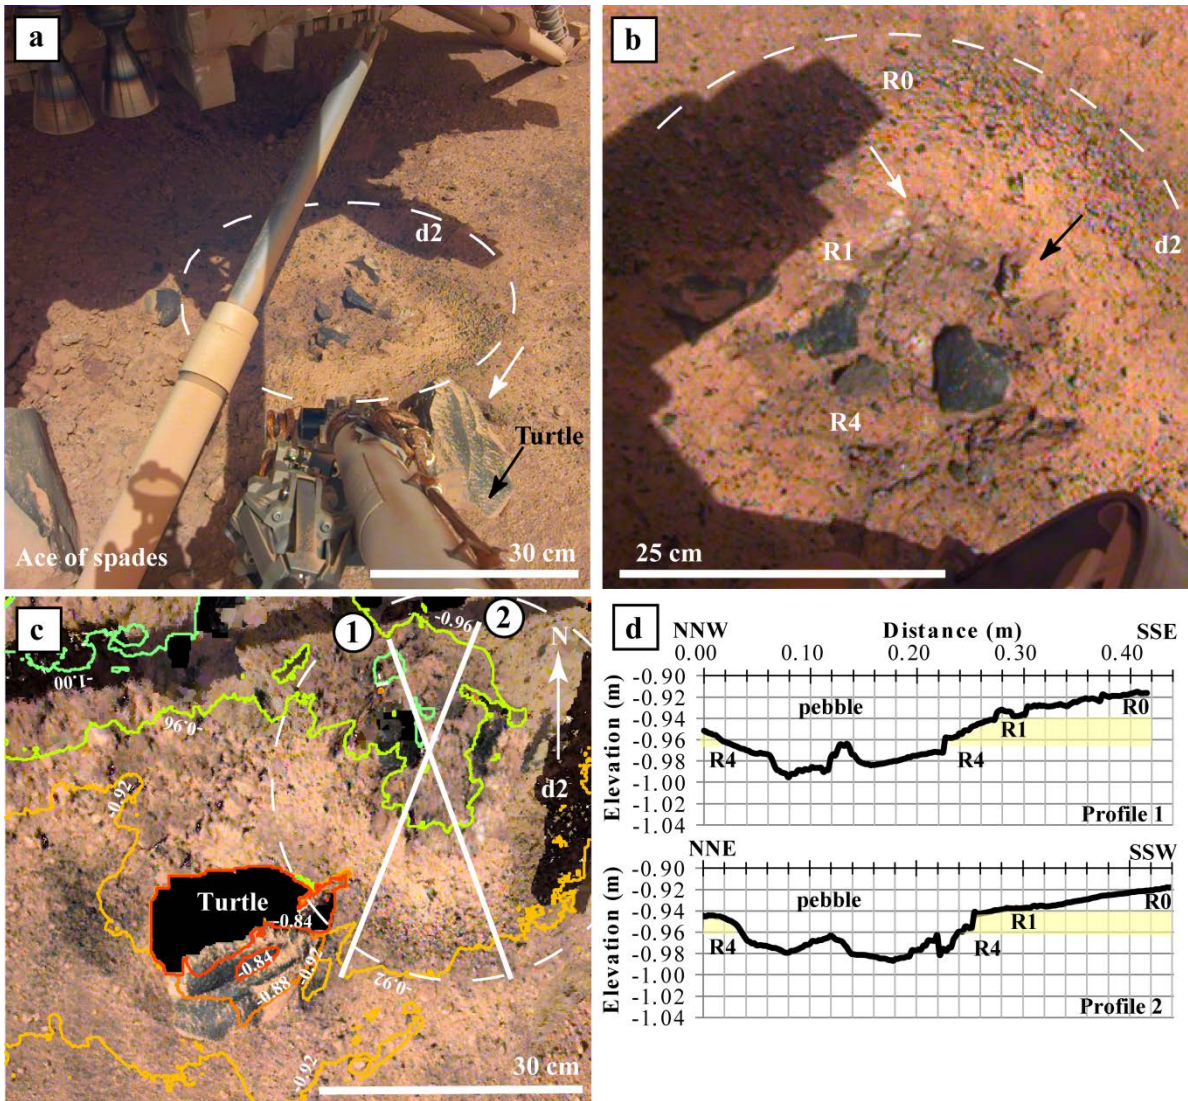 a
d2
Turtle
Ace of spades
30 cm
b
R0
R1
d2
R4
25 cm
c
1
2
-0.96
N
-1.00
-0.96
d2
-0.92
Turtle
-0.84
-0.84
-0.92
-0.88
-0.92
-0.92
30 cm
d
NNW Distance (m) SSE
0.00 0.10 0.20 0.30 0.40
Elevation (m)
-0.90
-0.92
-0.94
-0.96
-0.98
-1.00
-1.02
-1.04
pebble
R0
R1
R4
R4
Profile 1
NNE SSW
Elevation (m)
-0.90
-0.92
-0.94
-0.96
-0.98
-1.00
-1.02
-1.04
pebble
R0
R1
R4
R4
Profile 2